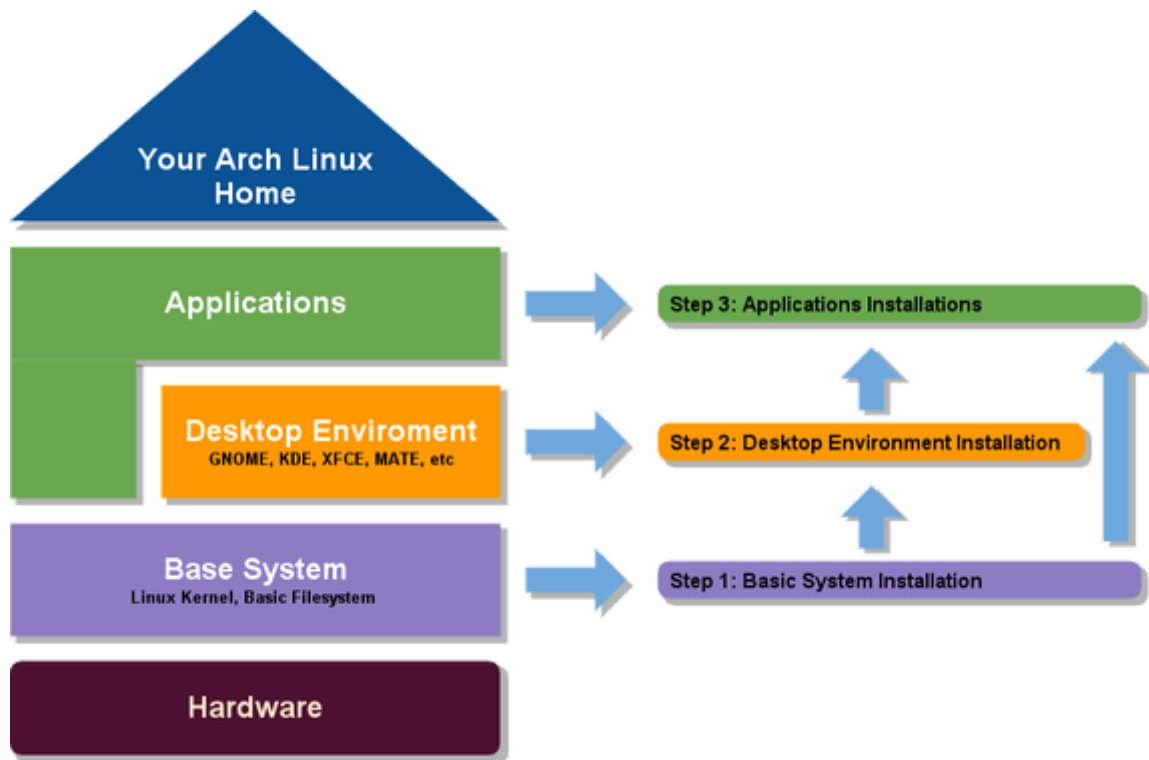 Your Arch Linux
Home
Applications
Step 3: Applications Installations
Desktop Enviroment
GNOME, KDE, XFCE, MATE, etc
Step 2: Desktop Environment Installation
Base System
Linux Kernel, Basic Filesystem
Step 1: Basic System Installation
Hardware